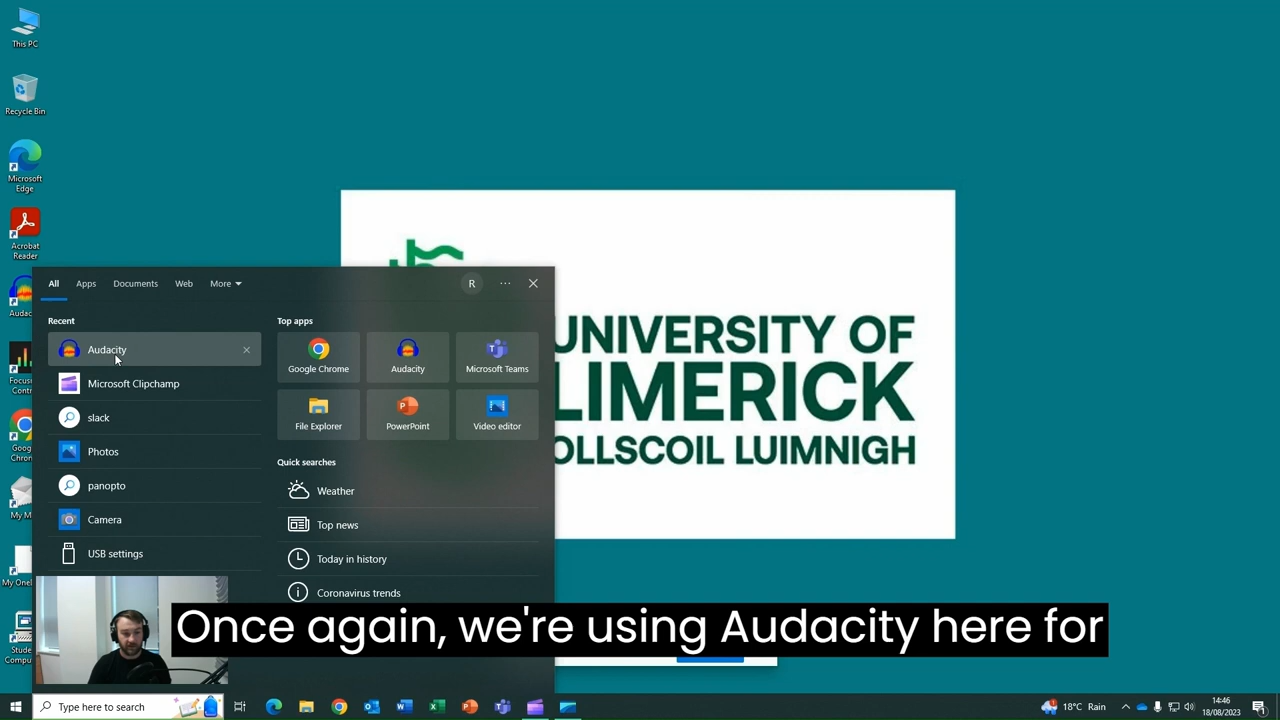 This PC
Recycle Bin
Microsoft
Edge
Acrobat
Reader
Google
All
Apps
Documents
Web
More
R
Recent
Audacity
Microsoft Clipchamp
slack
Photos
panopto
Camera
USB settings
Top apps
Google Chrome
Audacity
Microsoft Teams
File Explorer
PowerPoint
Video editor
Quick searches
Weather
Top news
Today in history
Coronavirus trends
UNIVERSITY OF
LIMERICK
OLLSCOIL LUIMNIGH
Once again, we're using Audacity here for
Type here to search
18°C Rain
14:46
18/08/2023